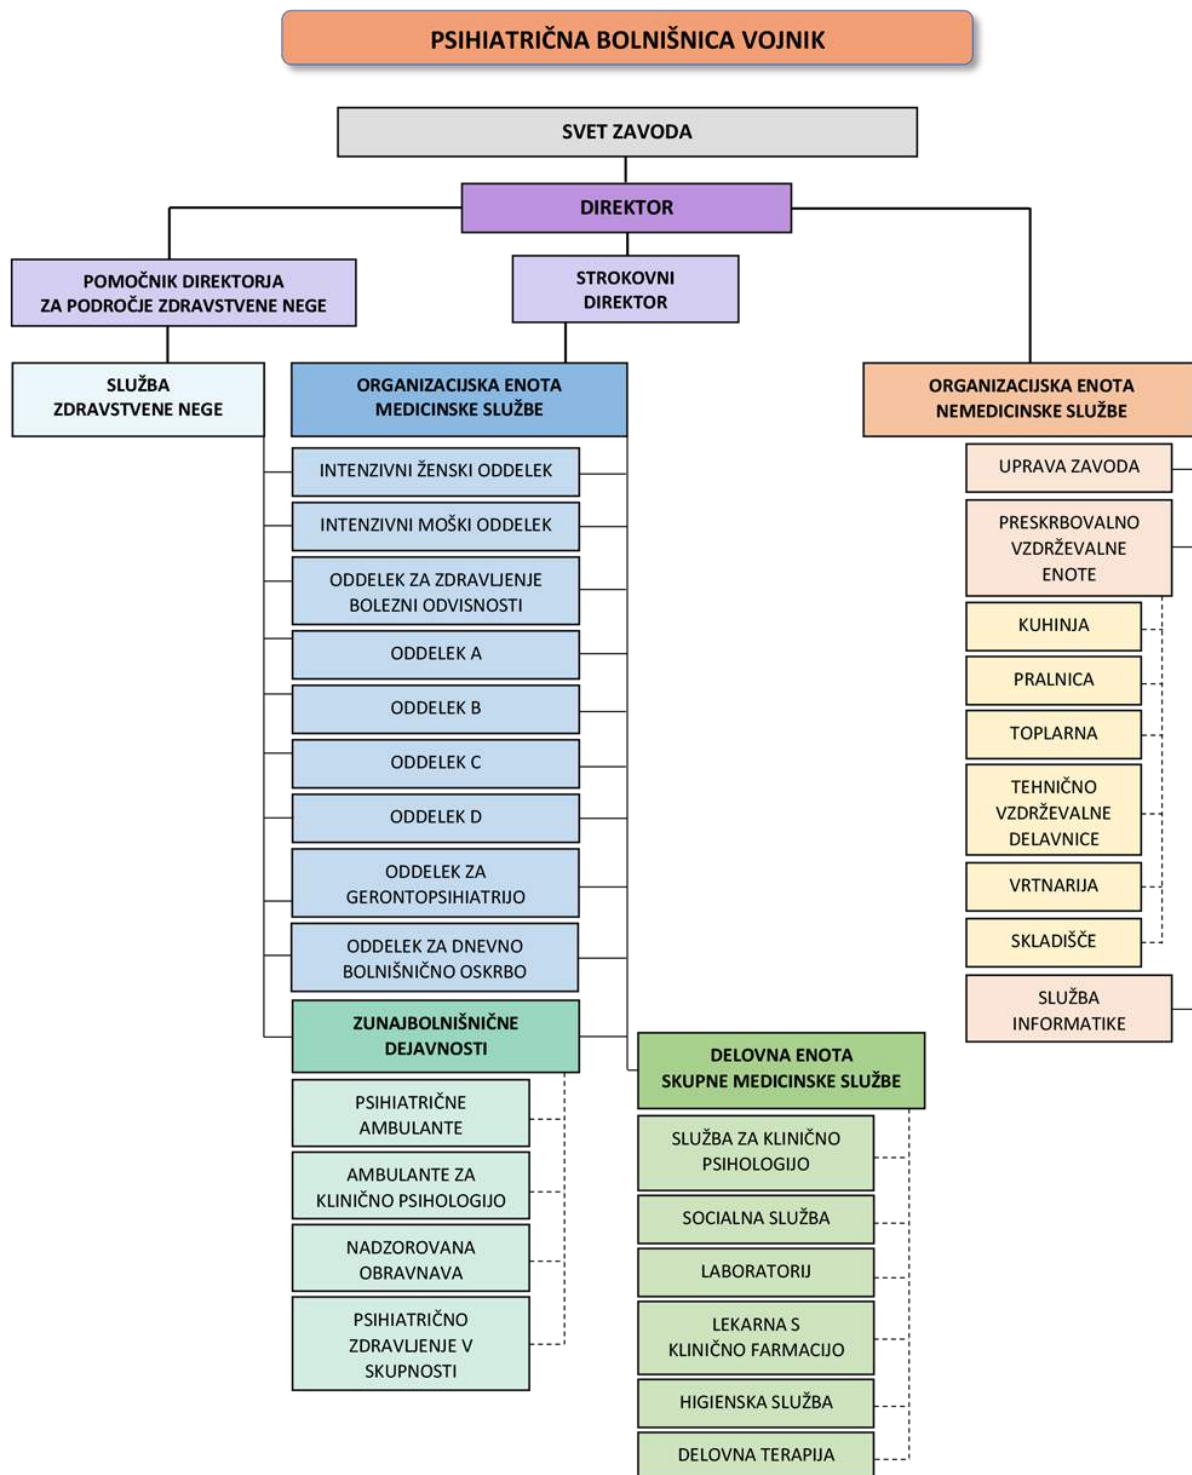 PSIHIATRIČNA BOLNIŠNICA VOJNIK
SVET ZAVODA
DIREKTOR
POMOČNIK DIREKTORJA
ZA PODROČJE ZDRAVSTVENE NEGE
STROKOVNI
DIREKTOR
SLUŽBA
ZDRAVSTVENE NEGE
ORGANIZACIJSKA ENOTA
MEDICINSKE SLUŽBE
INTENZIVNI ŽENSKI ODDELEK
INTENZIVNI MOŠKI ODDELEK
ODDELEK ZA ZDRAVLJENJE
BOLEZNI ODVISNOSTI
ODDELEK A
ODDELEK B
ODDELEK C
ODDELEK D
ODDELEK ZA
GERONTOPSIHIATRIJO
ODDELEK ZA DNEVNO
BOLNIŠNIČNO OSKRBO
ZUNAJBOLNIŠNIČNE
DEJAVNOSTI
PSIHIATRIČNE
AMBULANTE
AMBULANTE ZA
KLINIČNO PSIHOLOGIJO
NADZOROVANA
OBRAVNAVA
PSIHIATRIČNO
ZDRAVLJENJE V
SKUPNOSTI
DELOVNA ENOTA
SKUPNE MEDICINSKE SLUŽBE
SLUŽBA ZA KLINIČNO
PSIHOLOGIJO
SOCIALNA SLUŽBA
LABORATORIJ
LEKARNA S
KLINIČNO FARMACIJO
HIGIENSKA SLUŽBA
DELOVNA TERAPIJA
ORGANIZACIJSKA ENOTA
NEMEDICINSKE SLUŽBE
UPRAVA ZAVODA
PRESKRBOVALNO
VZDRŽEVALNE
ENOTE
KUHINJA
PRALNICA
TOPLARNA
TEHNIČNO
VZDRŽEVALNE
DELAVNICE
VRTNARIJA
SKLADIŠČE
SLUŽBA
INFORMATIKE